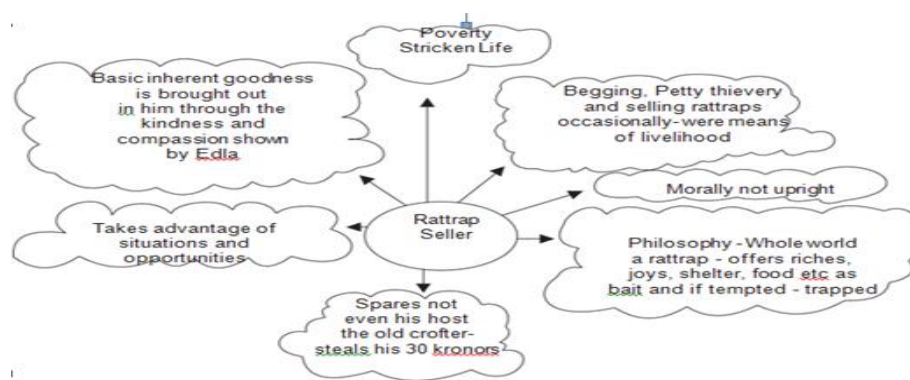 Poverty
Stricken Life
Basic inherent goodness
is brought out
in him through the
kindness and
compassion shown
by Edla
Begging, Petty thievery
and selling rattraps
occasionally-were means
of livelihood
Morally not upright
Rattrap
Seller
Takes advantage of
situations and
opportunities
Philosophy - Whole world
a rattrap - offers riches,
joys, shelter, food etc as
bait and if tempted - trapped
Spares not
even his host
the old crofter-
steals his 30 kronors